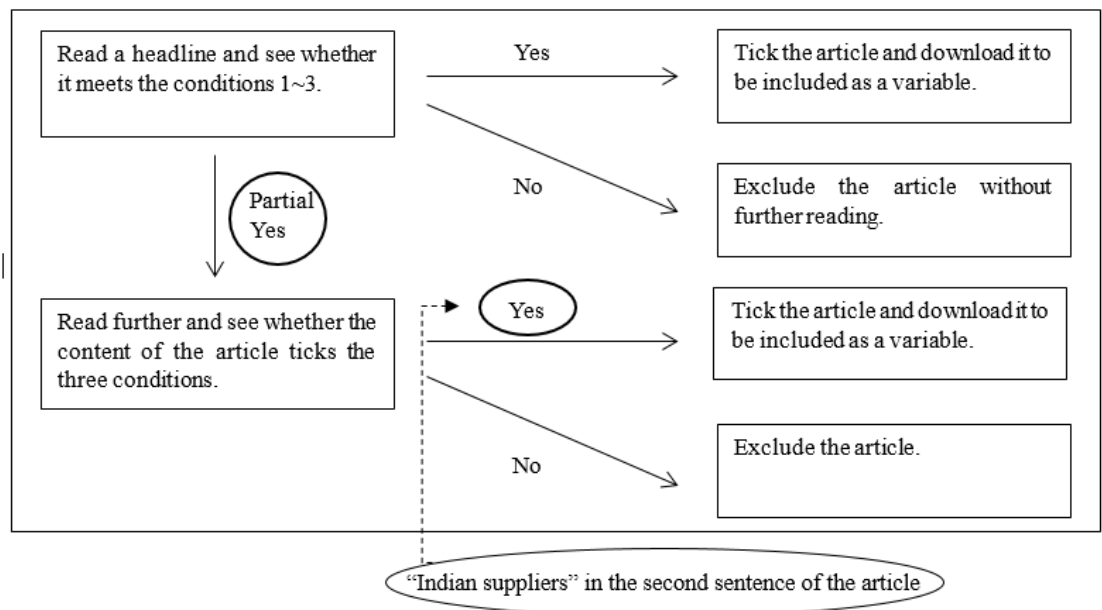 Read a headline and see whether
it meets the conditions 1~3.
Yes
Tick the article and download it to
be included as a variable.
No
Exclude the article without
further reading.
Partial
Yes
Read further and see whether the
content of the article ticks the
three conditions.
Yes
Tick the article and download it to
be included as a variable.
No
Exclude the article.
“Indian suppliers” in the second sentence of the article